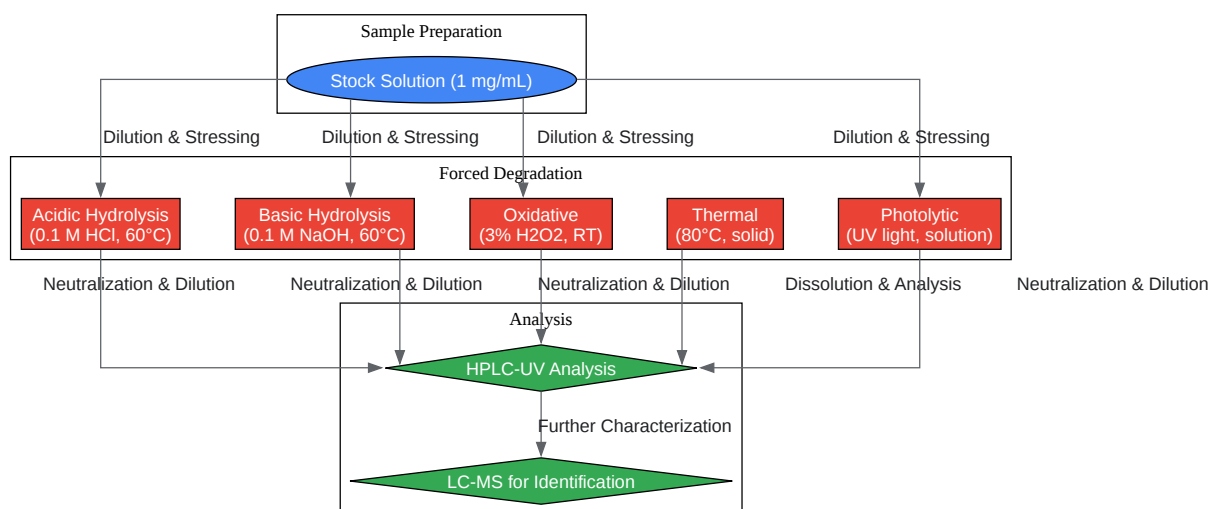 Sample Preparation
Stock Solution (1 mg/mL)
Dilution & Stressing
Dilution & Stressing
Dilution & Stressing
Dilution & Stressing
Forced Degradation
Acidic Hydrolysis
(0.1 M HCl, 60°C)
Basic Hydrolysis
(0.1 M NaOH, 60°C)
Oxidative
(3% H2O2, RT)
Thermal
(80°C, solid)
Photolytic
(UV light, solution)
Neutralization & Dilution
Neutralization & Dilution
Neutralization & Dilution
Dissolution & Analysis
Neutralization & Dilution
Analysis
HPLC-UV Analysis
Further Characterization
LC-MS for Identification